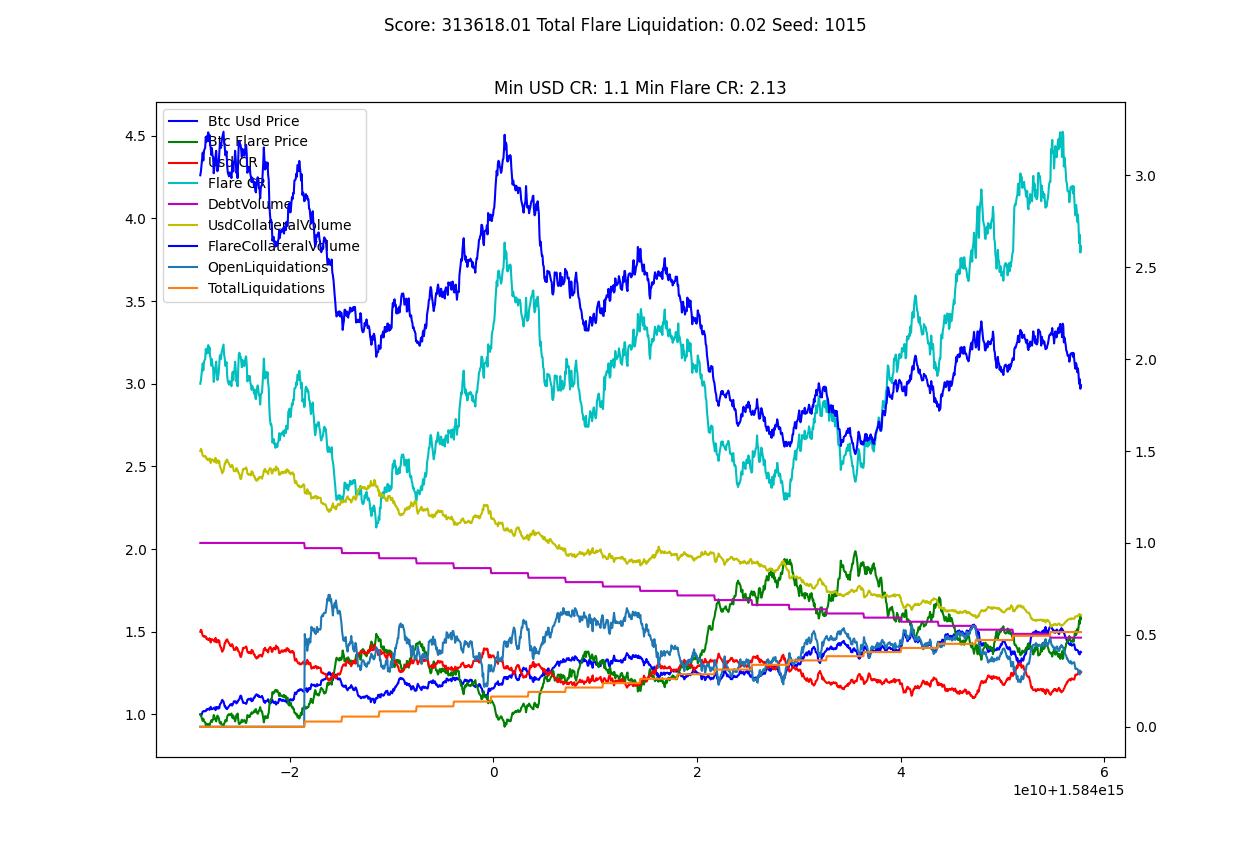 Score: 313618.01 Total Flare Liquidation: 0.02 Seed: 1015
Min USD CR: 1.1 Min Flare CR: 2.13
Btc Usd Price
Btc Flare Price
Usd CR
Flare CR
DebtVolume
UsdCollateralVolume
FlareCollateralVolume
OpenLiquidations
TotalLiquidations
4.5
4.0
3.5
3.0
2.5
2.0
1.5
1.0
3.0
2.5
2.0
1.5
1.0
0.5
0.0
−2 0 2 4 6
1e10+1.584e15